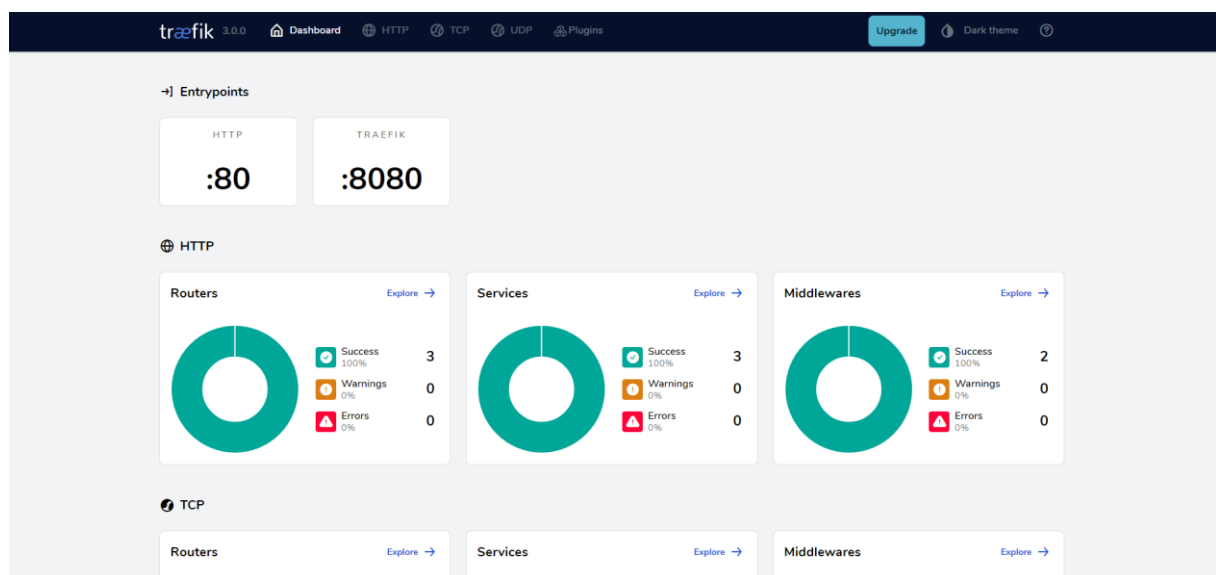 træfik 3.0.0 Dashboard HTTP TCP UDP Plugins Upgrade Dark theme
Entrypoints
HTTP
:80
TRAEFIK
:8080
HTTP
Routers Explore →
Success 3
100%
Warnings 0
0%
Errors 0
0%
Services Explore →
Success 3
100%
Warnings 0
0%
Errors 0
0%
Middlewares Explore →
Success 2
100%
Warnings 0
0%
Errors 0
0%
TCP
Routers Explore →
Services Explore →
Middlewares Explore →